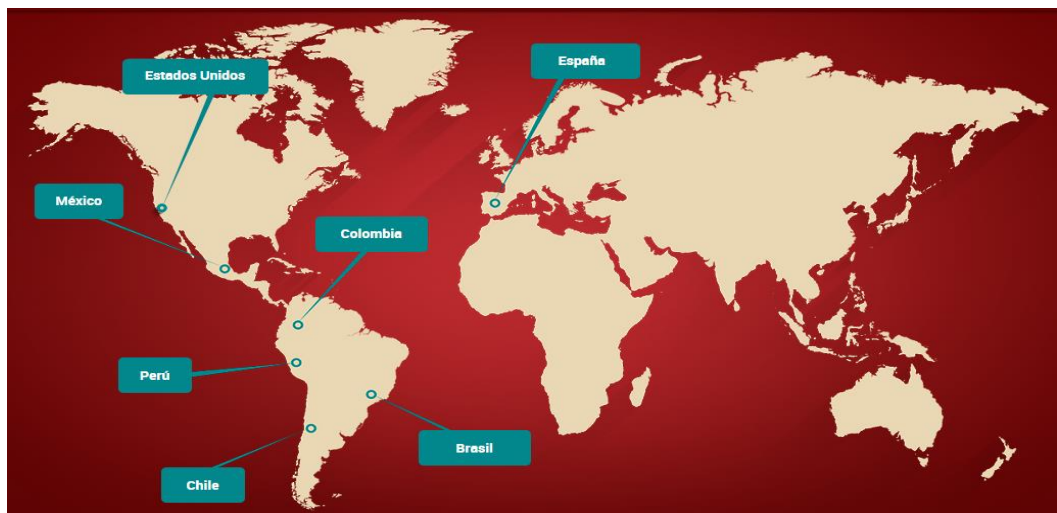 España
Estados Unidos
México
Colombia
Perú
Brasil
Chile